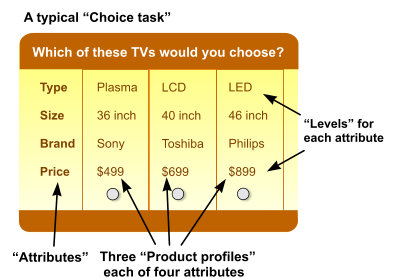 A typical “Choice task”
Which of these TVs would you choose?
Type Plasma LCD LED
Size 36 inch 40 inch 46 inch
Brand Sony Toshiba Philips
Price $499 $699 $899
“Levels” for
each attribute
“Attributes”
Three “Product profiles”
each of four attributes